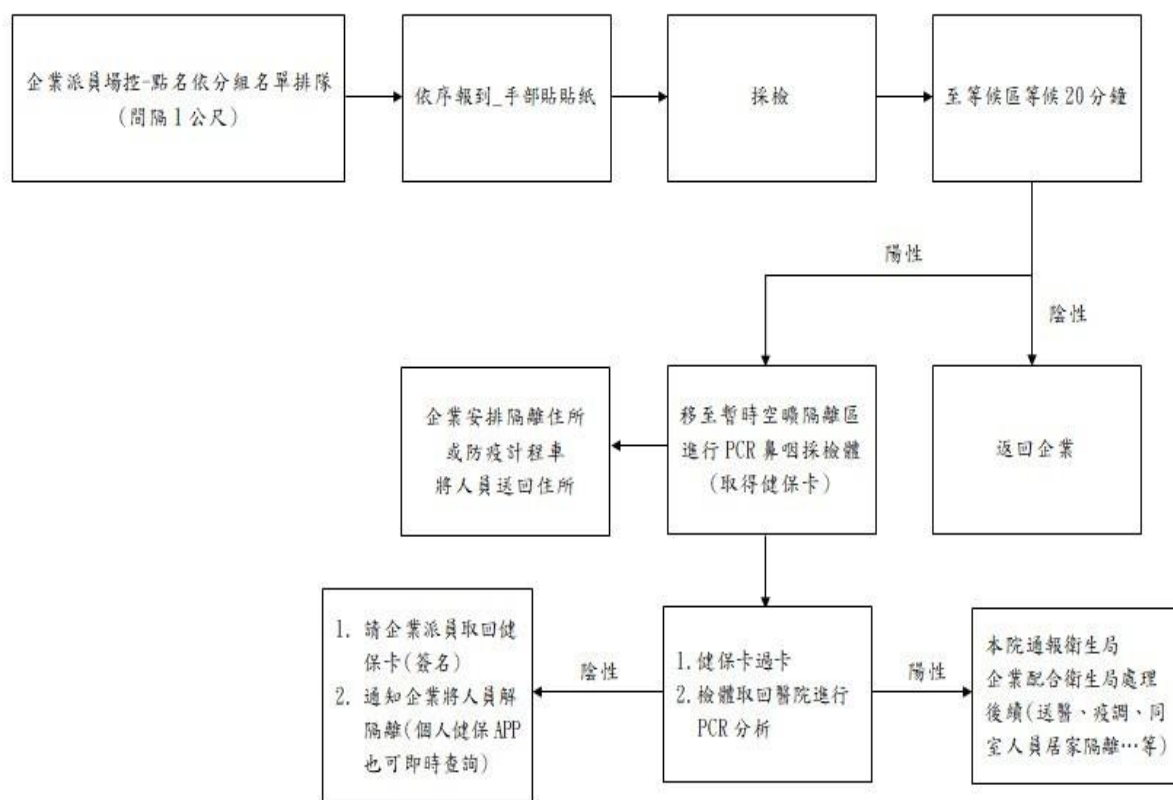 企業派員場控-點名依分組名單排隊
(間隔1公尺)
依序報到_手部貼貼紙
採檢
至等候區等候20分鐘
陽性
陰性
企業安排隔離住所
或防疫計程車
將人員送回住所
移至暫時空曠隔離區
進行PCR鼻咽採檢體
(取得健保卡)
返回企業
1. 請企業派員取回健
保卡(簽名)
2. 通知企業將人員解
隔離(個人健保APP
也可即時查詢)
陰性
1.健保卡過卡
2.檢體取回醫院進行
PCR分析
陽性
本院通報衛生局
企業配合衛生局處理
後續(送醫、疫調、同
室人員居家隔離…等)